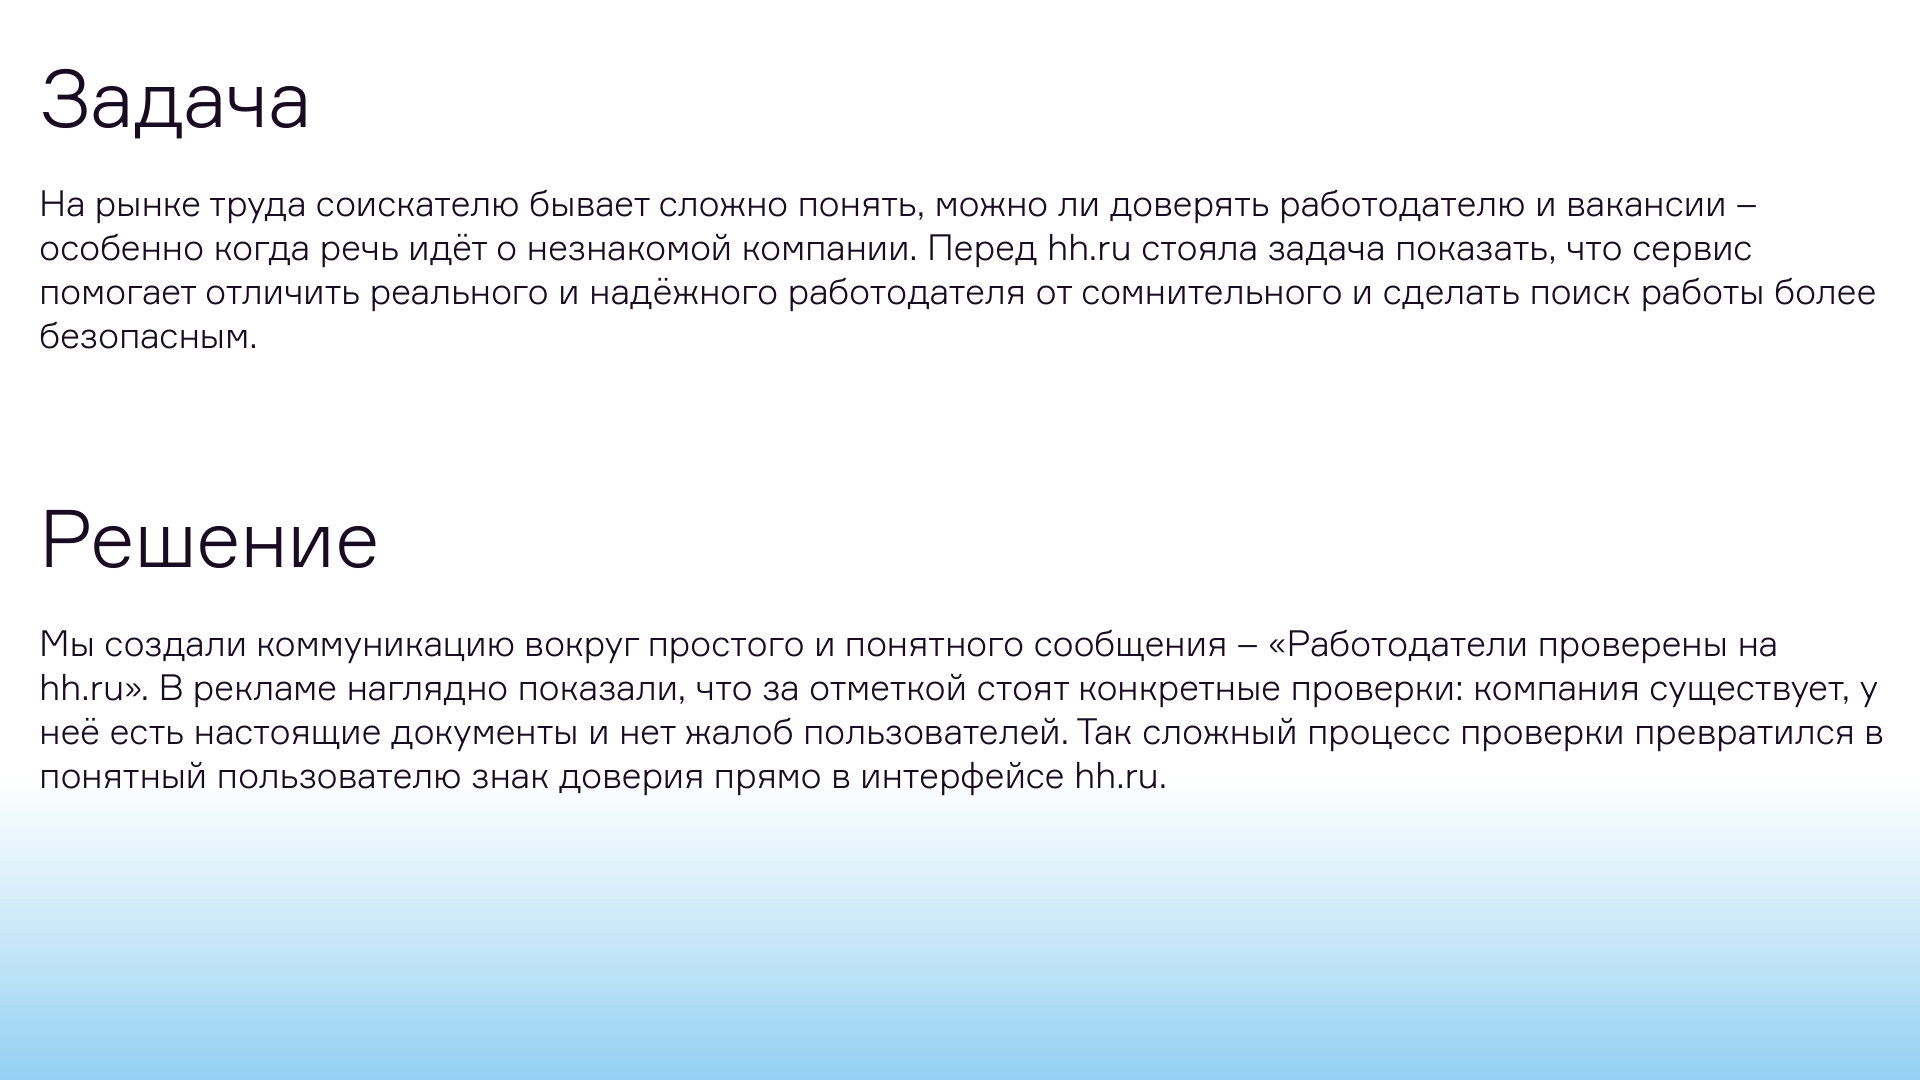 Задача
На рынке труда соискателю бывает сложно понять, можно ли доверять работодателю и вакансии –
особенно когда речь идёт о незнакомой компании. Перед hh.ru стояла задача показать, что сервис
помогает отличить реального и надёжного работодателя от сомнительного и сделать поиск работы более
безопасным.
Решение
Мы создали коммуникацию вокруг простого и понятного сообщения – «Работодатели проверены на
hh.ru». В рекламе наглядно показали, что за отметкой стоят конкретные проверки: компания существует, у
неё есть настоящие документы и нет жалоб пользователей. Так сложный процесс проверки превратился в
понятный пользователю знак доверия прямо в интерфейсе hh.ru.